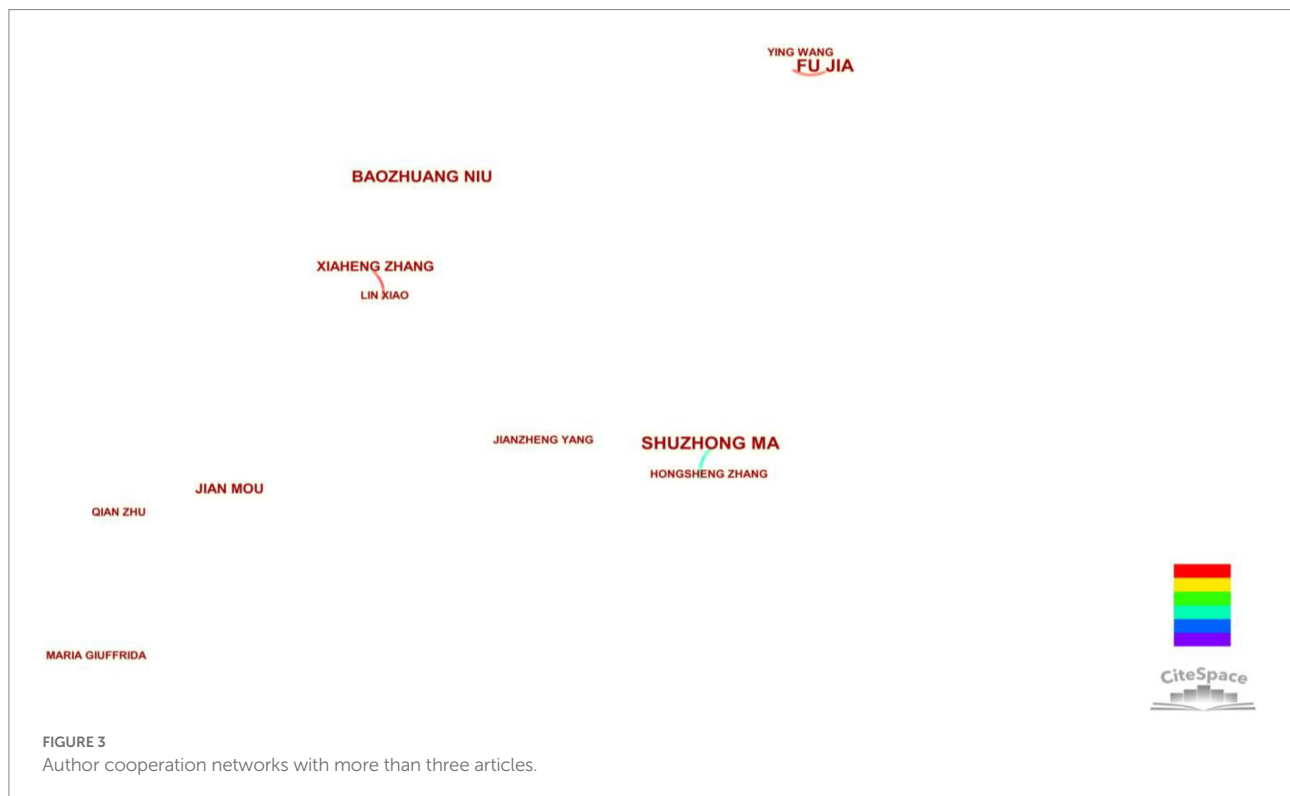 YING WANG
FU JIA
BAOZHUANG NIU
XIAHENG ZHANG
LIN XIAO
JIANZHENG YANG
SHUZHONG MA
HONGSHENG ZHANG
JIAN MOU
QIAN ZHU
MARIA GIUFFRIDA
CiteSpace
FIGURE 3
Author cooperation networks with more than three articles.